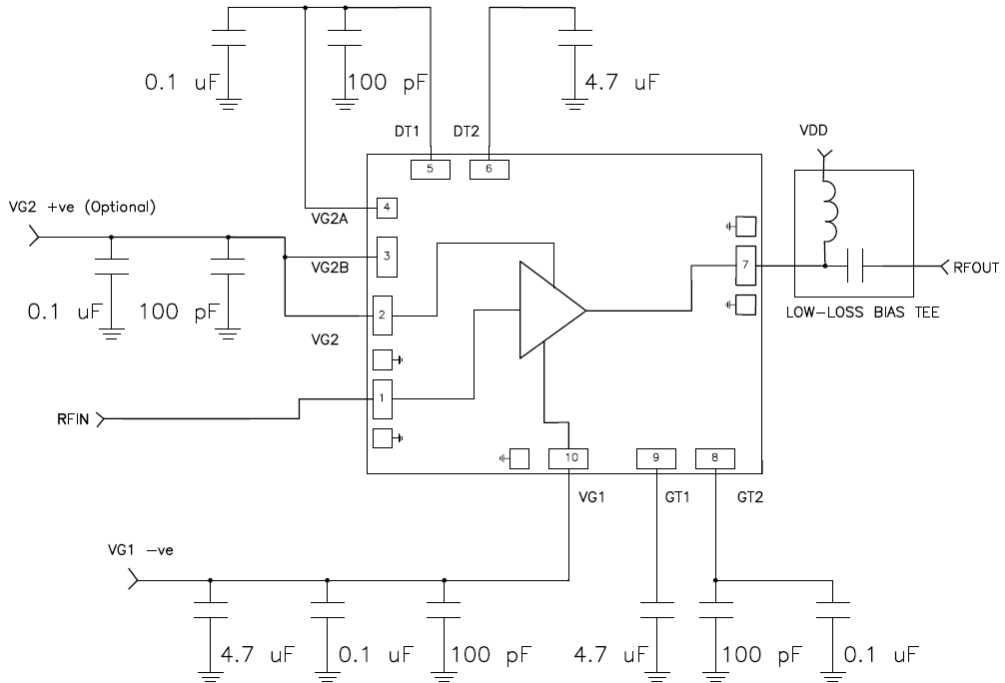 0.1 uF
100 pF
4.7 uF
DT1
DT2
VDD
5
6
VG2 +ve (Optional)
VG2A
4
VG2B
3
7
RFOUT
0.1 uF
100 pF
2
VG2
LOW-LOSS BIAS TEE
RFIN
1
10
9
8
VG1
GT1
GT2
VG1 -ve
4.7 uF
0.1 uF
100 pF
4.7 uF
100 pF
0.1 uF